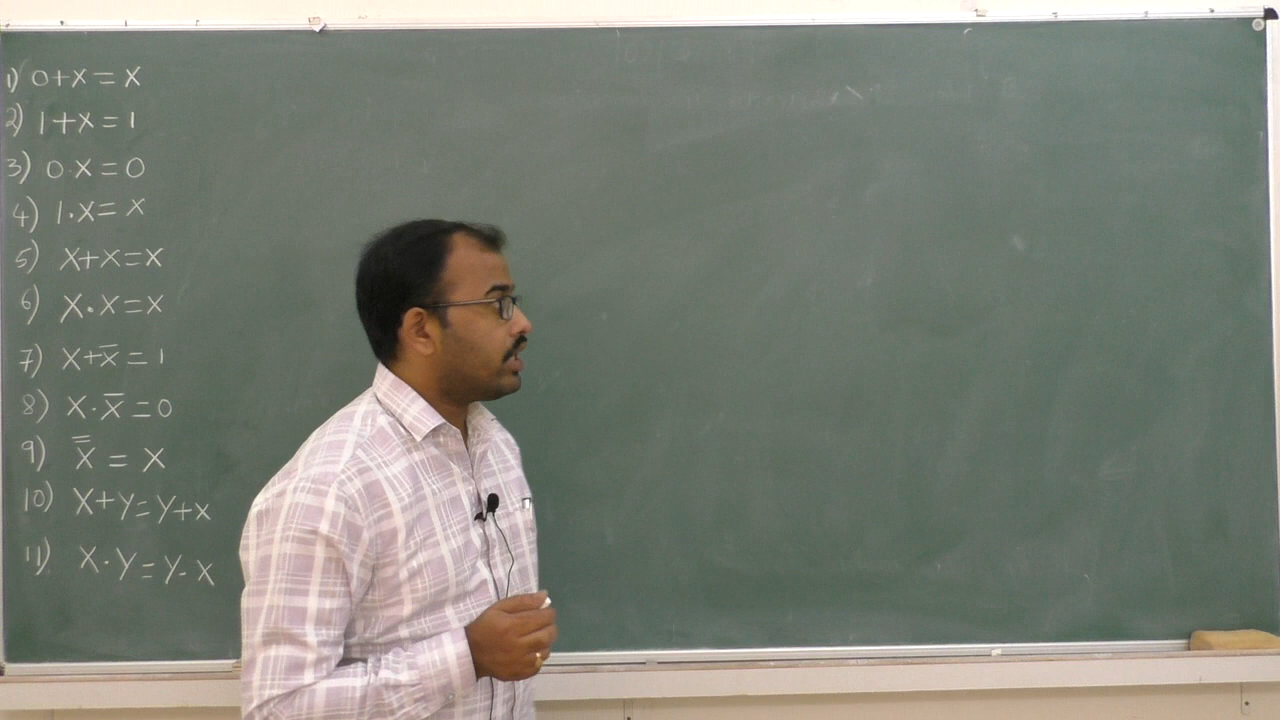 1) 0+x=x
2) 1+x=1
3) 0·x=0
4) 1·x=x
5) x+x=x
6) x·x=x
7) x+x̅=1
8) x·x̅=0
9) x̿=x
10) x+y=y+x
11) x·y=y·x